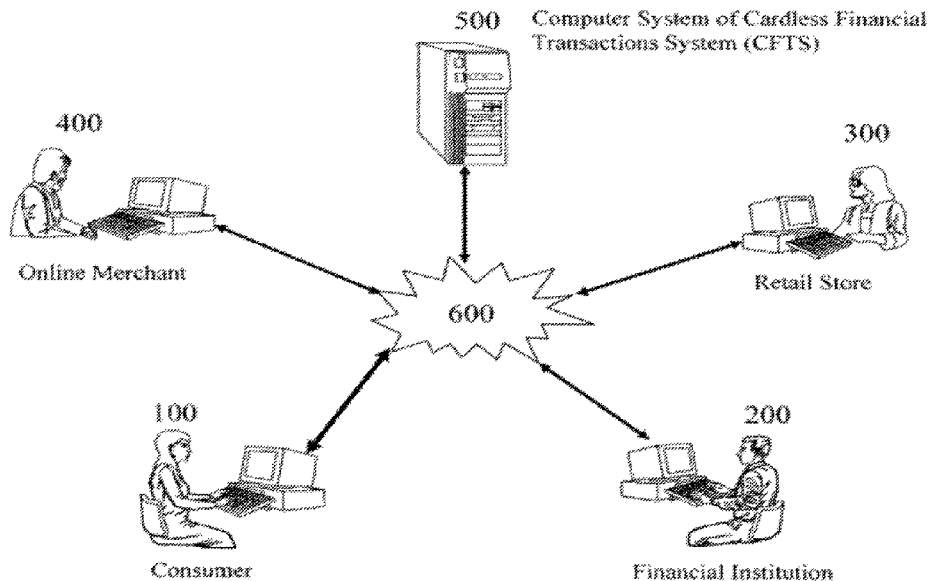 500
Computer System of Cardless Financial
Transactions System (CFTS)
400
300
Online Merchant
Retail Store
600
100
200
Consumer
Financial Institution